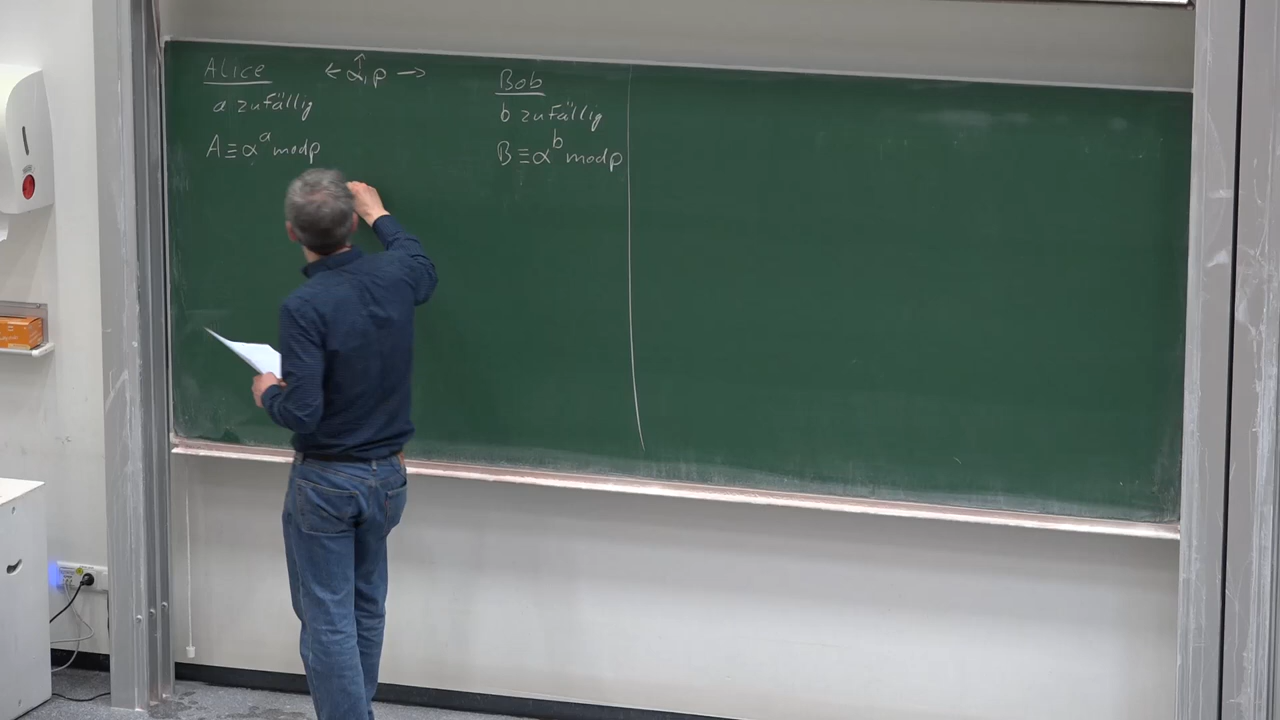 Alice
← α, p →
↑
a zufällig
A ≡ α^a mod p
Bob
b zufällig
B ≡ α^b mod p